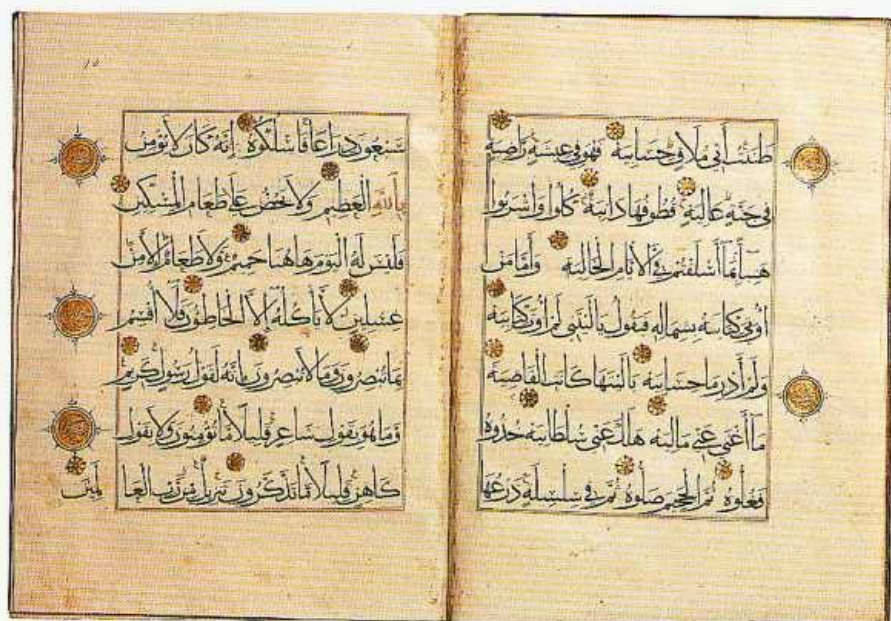 ظننت أني ملاق حسابيه فهو في عيشة راضية
في جنة عالية قطوفها دانية كلوا واشربوا
هنيئا بما أسلفتم في الأيام الخالية وأما من
أوتي كتابه بشماله فيقول يا ليتني لم أوت كتابيه
ولم أدر ما حسابيه يا ليتها كانت القاضية
ما أغنى عني ماليه هلك عني سلطانيه خذوه
فغلوه ثم الجحيم صلوه ثم في سلسلة ذرعها
سبعون ذراعا فاسلكوه إنه كان لا يؤمن
بالله العظيم ولا يحض على طعام المسكين
فليس له اليوم هاهنا حميم ولا طعام إلا من
غسلين لا يأكله إلا الخاطئون فلا أقسم
بما تبصرون وما لا تبصرون إنه لقول رسول كريم
وما هو بقول شاعر قليلا ما تؤمنون ولا بقول
كاهن قليلا ما تذكرون تنزيل من رب العا لمين